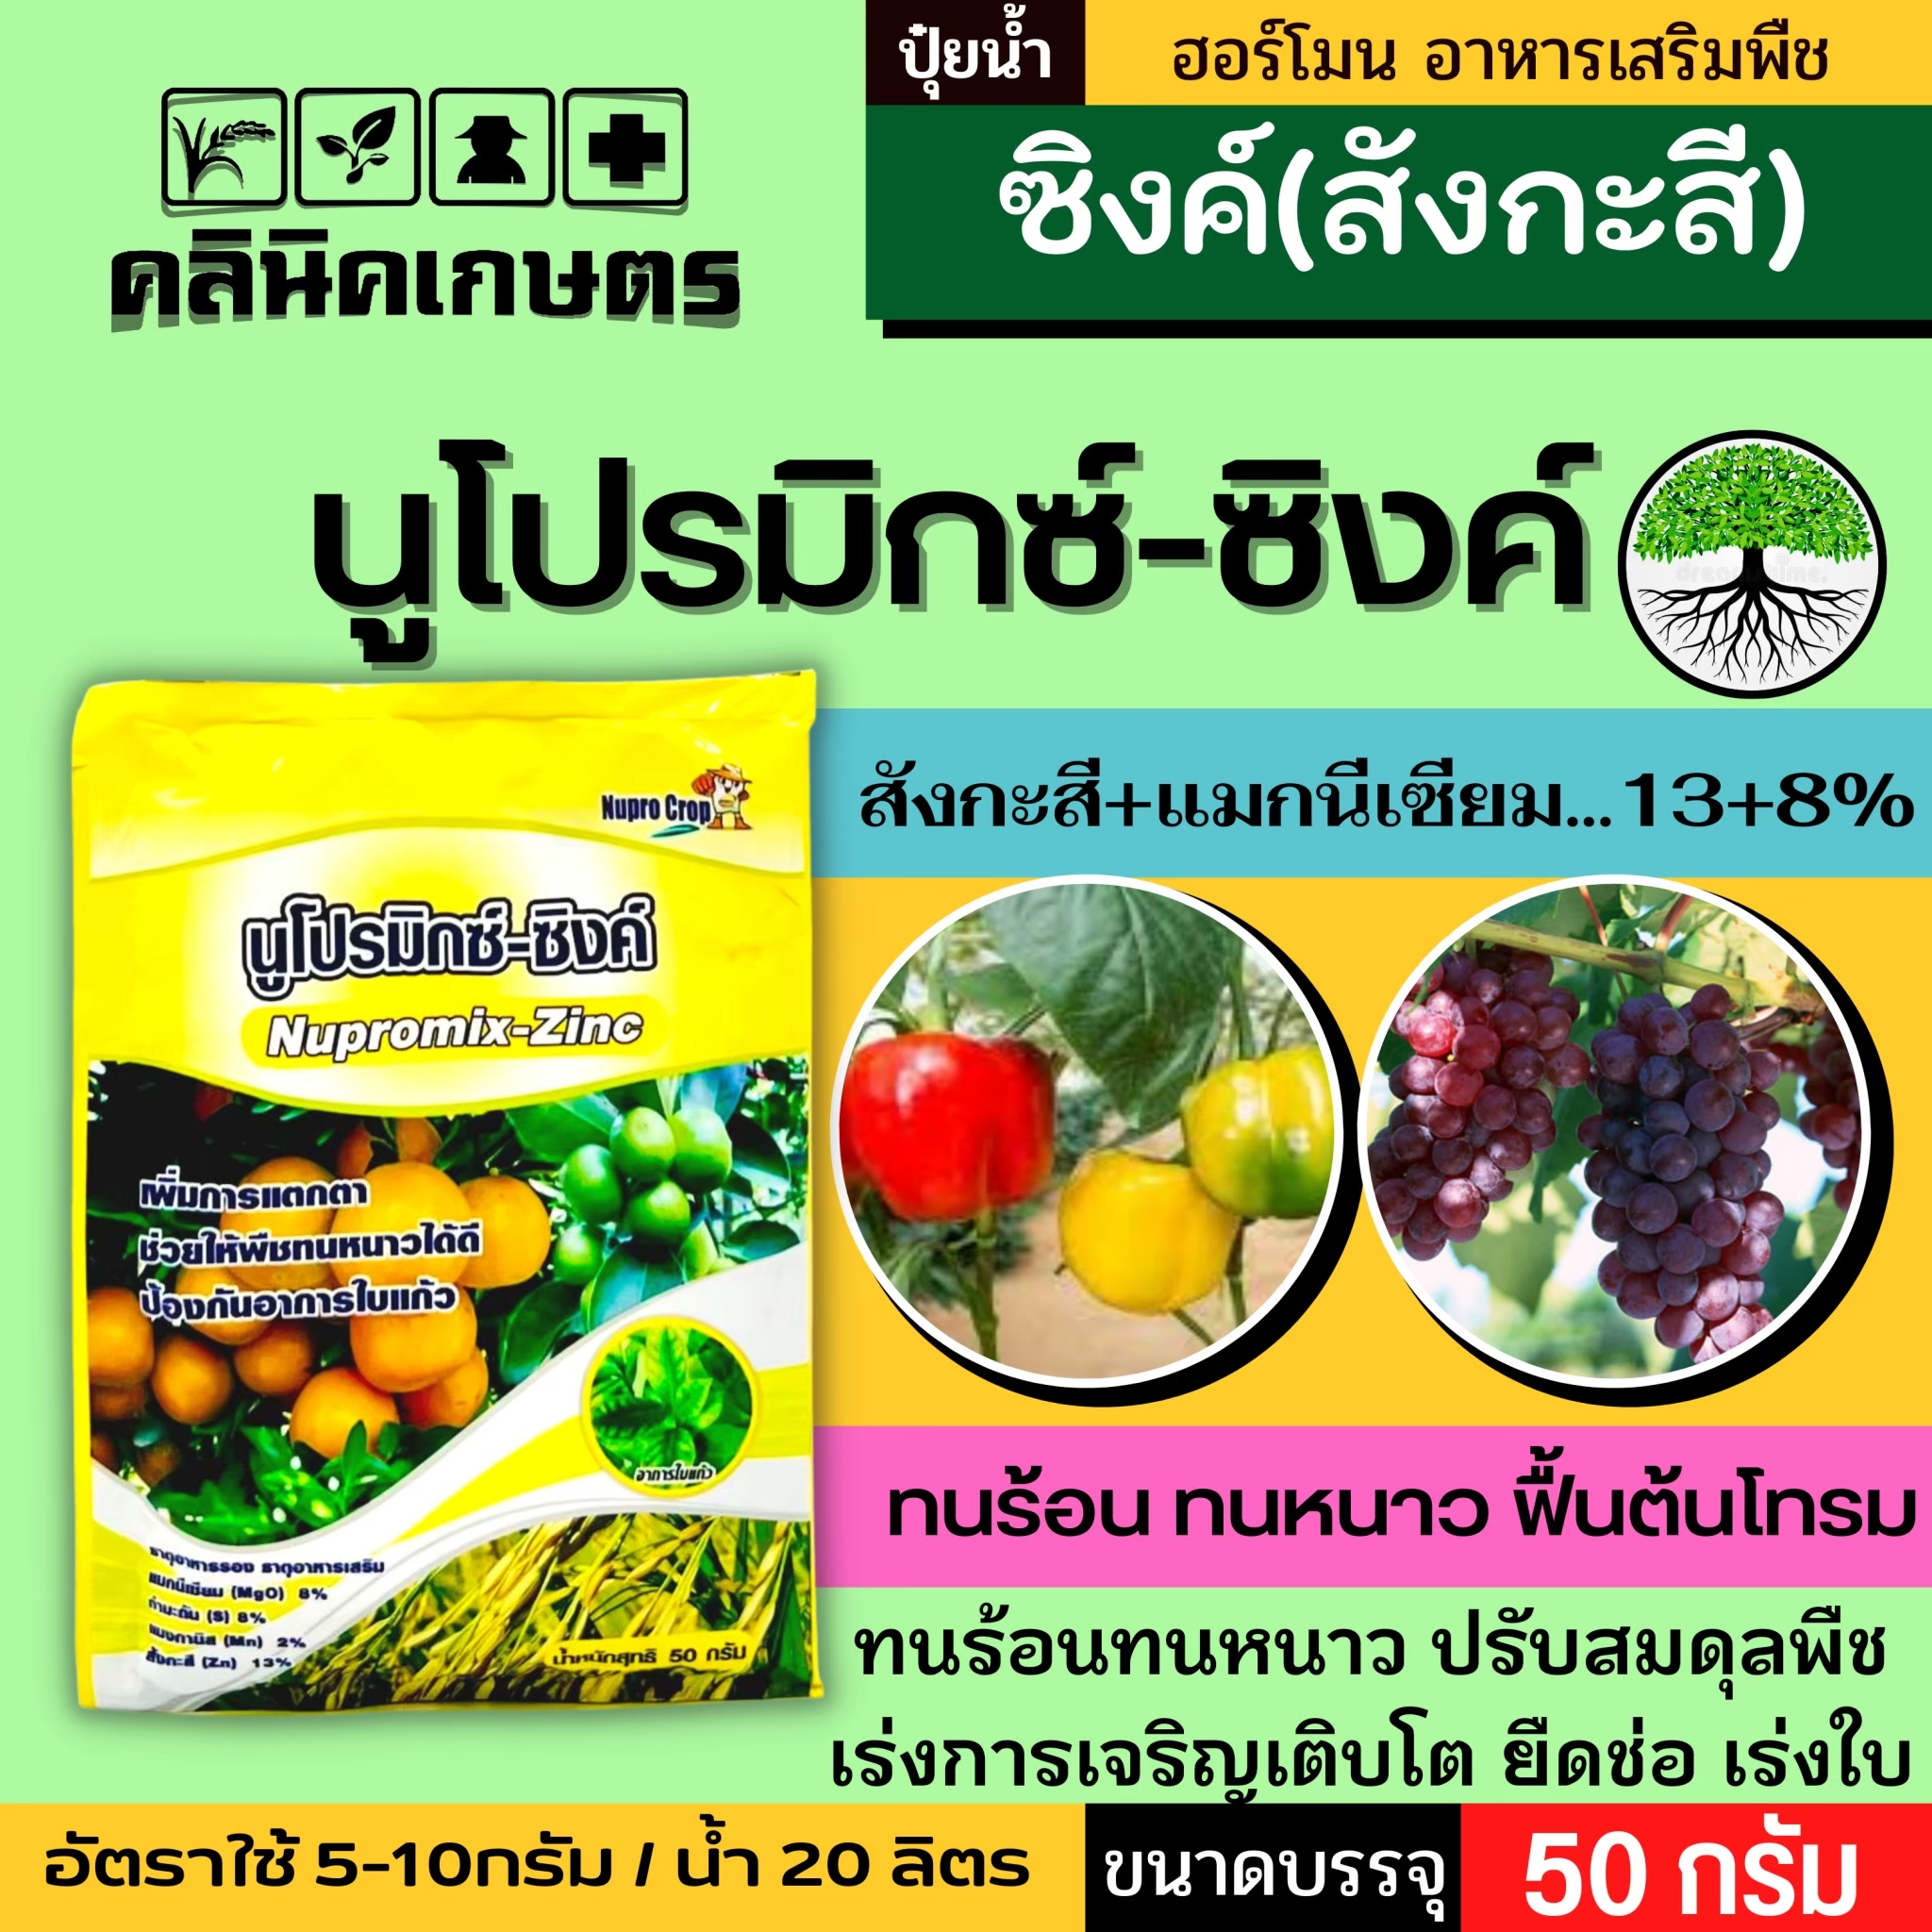 ปุ๋ยน้ำ
ฮอร์โมน อาหารเสริมพืช
ซิงค์(สังกะสี)
คลินิคเกษตร
นูโปรมิกซ์-ซิงค์
สังกะสี+แมกนีเซียม...13+8%
Nupro Crop
นูโปรมิกซ์-ซิงค์
Nupromix-Zinc
เพิ่มการแตกตา
ช่วยให้พืชทนหนาวได้ดี
ป้องกันอาการใบแก้ว
อาการใบแก้ว
ธาตุอาหารรอง ธาตุอาหารเสริม
แมกนีเซียม (MgO) 8%
กำมะถัน (S) 8%
แมงกานีส (Mn) 2%
สังกะสี (Zn) 13%
น้ำหนักสุทธิ 50 กรัม
ทนร้อน ทนหนาว ฟื้นต้นโทรม
ทนร้อนทนหนาว ปรับสมดุลพืช
เร่งการเจริญเติบโต ยืดช่อ เร่งใบ
อัตราใช้ 5-10กรัม / น้ำ 20 ลิตร
ขนาดบรรจุ
50 กรัม